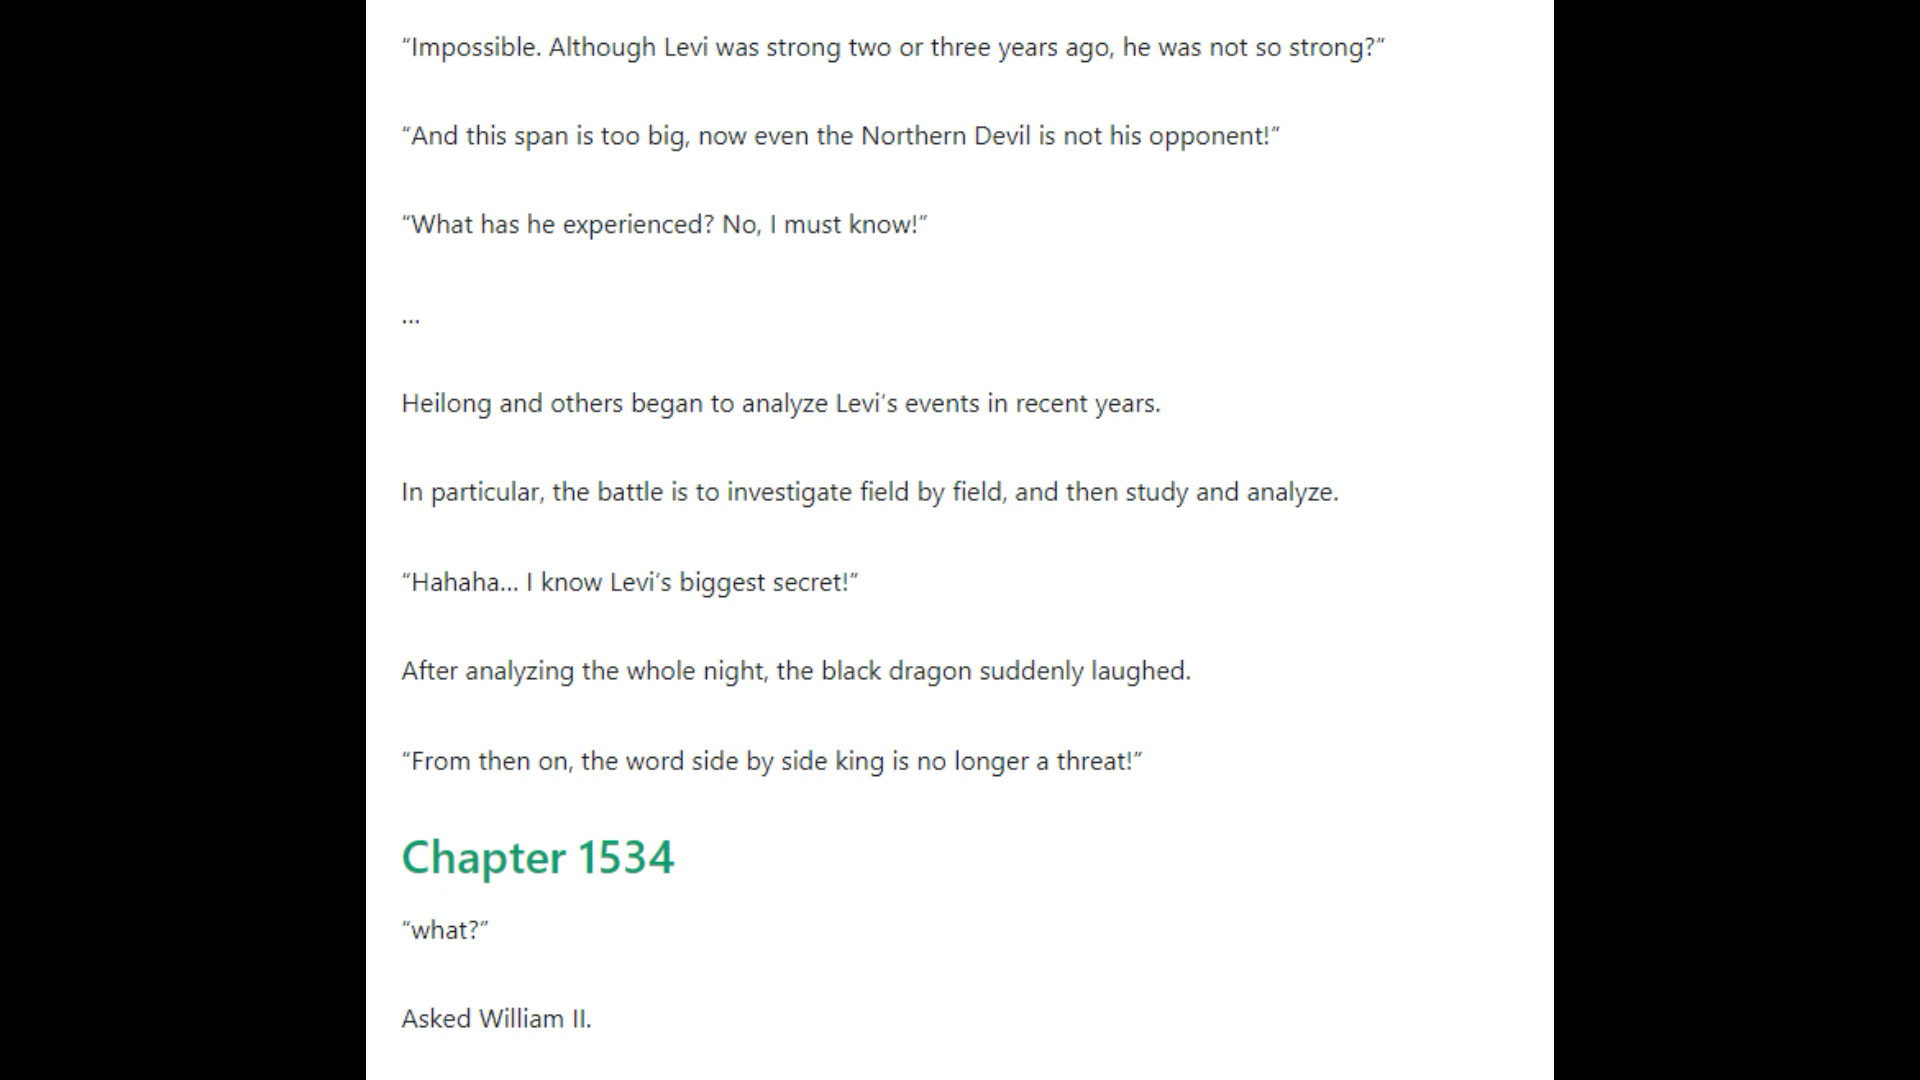 “Impossible. Although Levi was strong two or three years ago, he was not so strong?”
“And this span is too big, now even the Northern Devil is not his opponent!”
“What has he experienced? No, I must know!”
…
Heilong and others began to analyze Levi’s events in recent years.
In particular, the battle is to investigate field by field, and then study and analyze.
“Hahaha… I know Levi’s biggest secret!”
After analyzing the whole night, the black dragon suddenly laughed.
“From then on, the word side by side king is no longer a threat!”
Chapter 1534
“what?”
Asked William II.